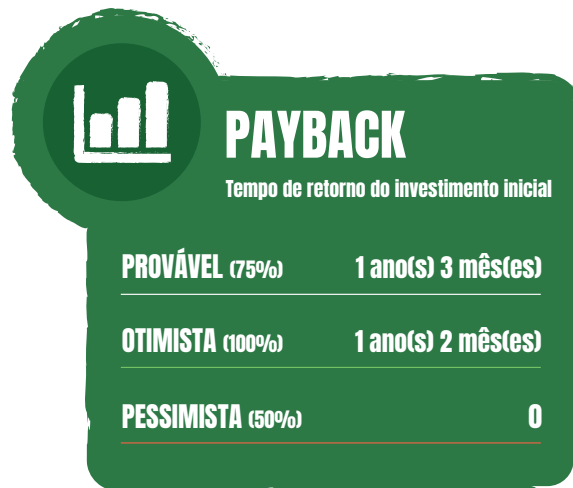 PAYBACK
Tempo de retorno do investimento inicial
PROVÁVEL (75%) 1 ano(s) 3 mês(es)
OTIMISTA (100%) 1 ano(s) 2 mês(es)
PESSIMISTA (50%) 0